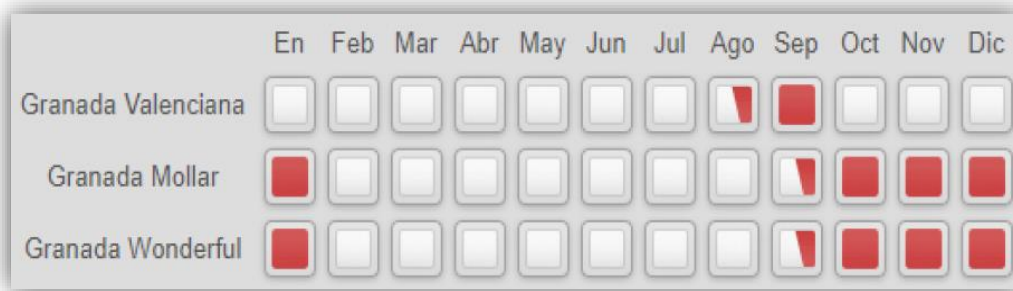 En Feb Mar Abr May Jun Jul Ago Sep Oct Nov Dic
Granada Valenciana
Granada Mollar
Granada Wonderful